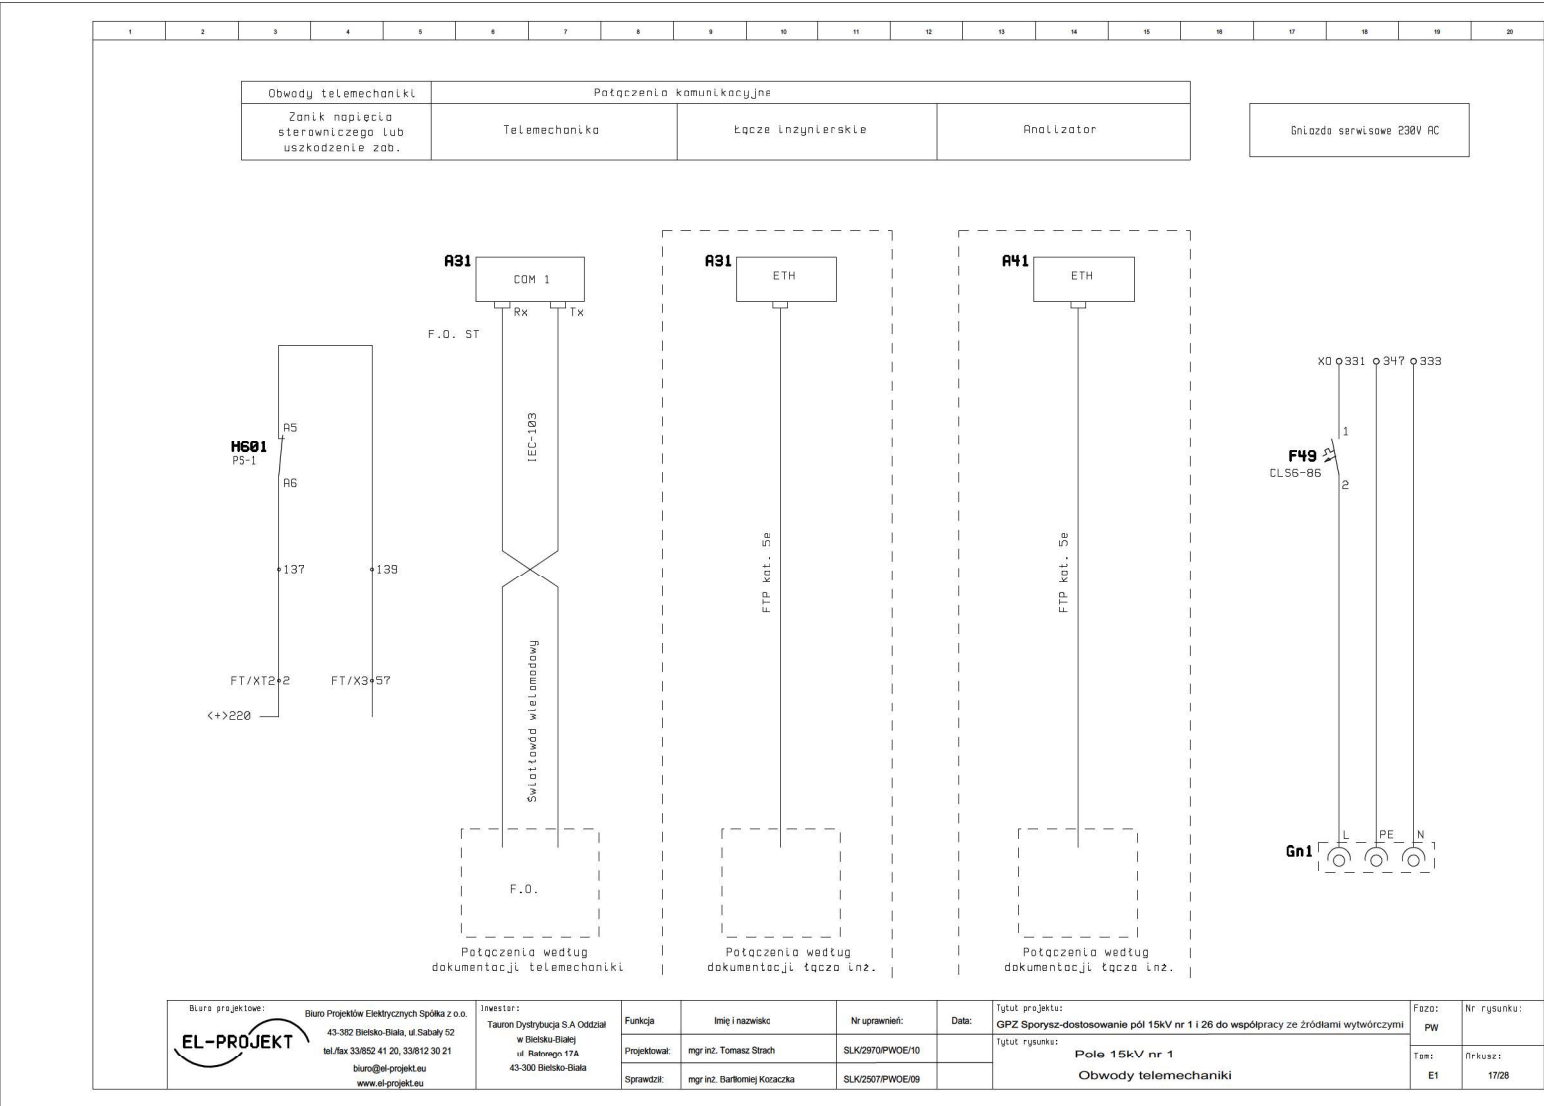 1 2 3 4 5 6 7 8 9 10 11 12 13 14 15 16 17 18 19 20
Obwody telemechaniki
Połączenia komunikacyjne
Zanik napięcia
sterowniczego lub
uszkodzenie zab.
Telemechanika
Łącze inżynierskie
Analizator
Gniazdo serwisowe 230V AC
A31
COM 1
Rx
Tx
F.O. ST
A31
ETH
A41
ETH
X0 331 347 333
A5
H601
P5-1
A6
IEC-103
1
F49
CLS6-86
2
FTP kat. 5e
FTP kat. 5e
137
139
Światłowód wielomodowy
FT/XT2 2
FT/X3 57
<+>220
L PE N
Gn1
F.O.
Połączenia według
dokumentacji telemechaniki
Połączenia według
dokumentacji łącza inż.
Połączenia według
dokumentacji łącza inż.
Biuro projektowe:
EL-PROJEKT
Biuro Projektów Elektrycznych Spółka z o.o.
43-382 Bielsko-Biała, ul.Sabały 52
tel./fax 33/852 41 20, 33/812 30 21
biuro@el-projekt.eu
www.el-projekt.eu
Inwestor:
Tauron Dystrybucja S.A Oddział
w Bielsku-Białej
ul. Batorego 17A
43-300 Bielsko-Biała
Funkcja
Imię i nazwisko
Nr uprawnień:
Data:
Projektował:
mgr inż. Tomasz Strach
SLK/2970/PWOE/10
Sprawdził:
mgr inż. Bartłomiej Kozaczka
SLK/2507/PWOE/09
Tytuł projektu:
GPZ Sporysz-dostosowanie pól 15kV nr 1 i 26 do współpracy ze źródłami wytwórczymi
Tytuł rysunku:
Pole 15kV nr 1
Obwody telemechaniki
Faza:
PW
Nr rysunku:
Tom:
E1
Arkusz:
17/28